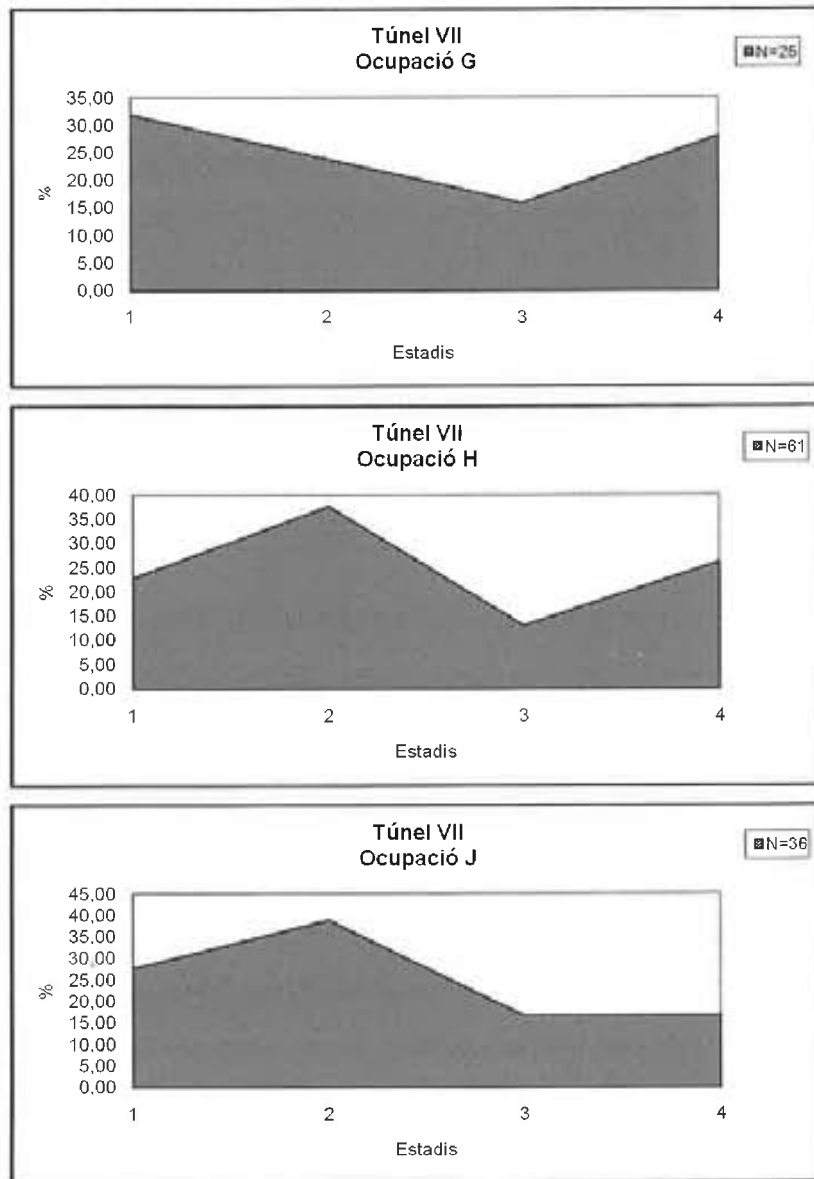 Túnel VII
Ocupació G
N=25
35,00
30,00
25,00
20,00
15,00
10,00
5,00
0,00
%
1 2 3 4
Estadis
Túnel VII
Ocupació H
N=61
40,00
35,00
30,00
25,00
20,00
15,00
10,00
5,00
0,00
%
1 2 3 4
Estadis
Túnel VII
Ocupació J
N=36
45,00
40,00
35,00
30,00
25,00
20,00
15,00
10,00
5,00
0,00
%
1 2 3 4
Estadis